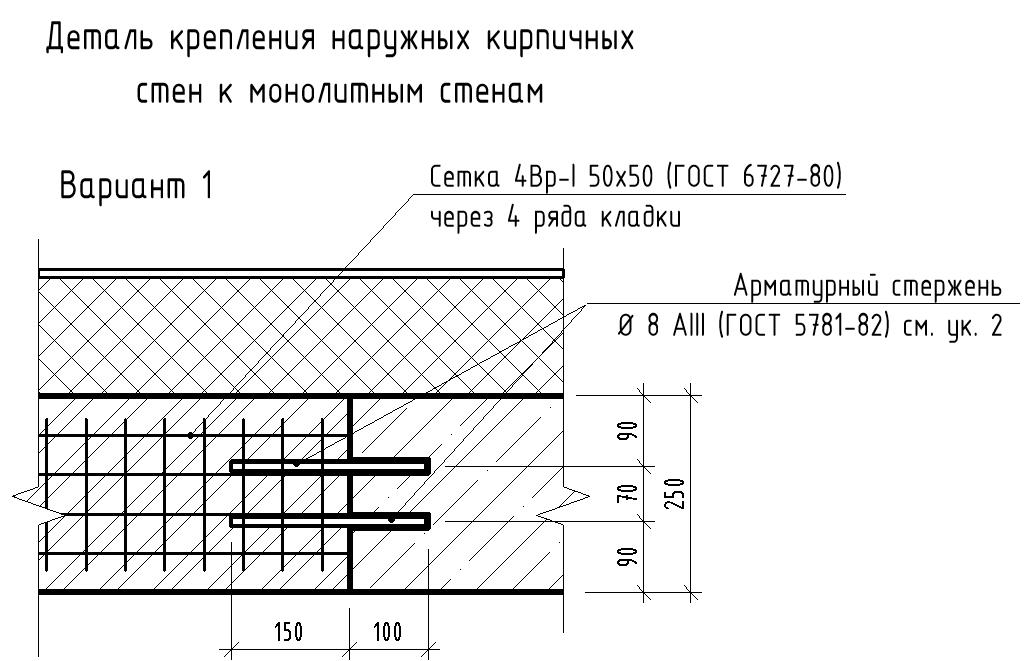 Деталь крепления наружных кирпичных
стен к монолитным стенам
Вариант 1
Сетка 4Вр-I 50х50 (ГОСТ 6727-80)
через 4 ряда кладки
Арматурный стержень
Ø 8 АIII (ГОСТ 5781-82) см. ук. 2
90
70
250
90
150
100